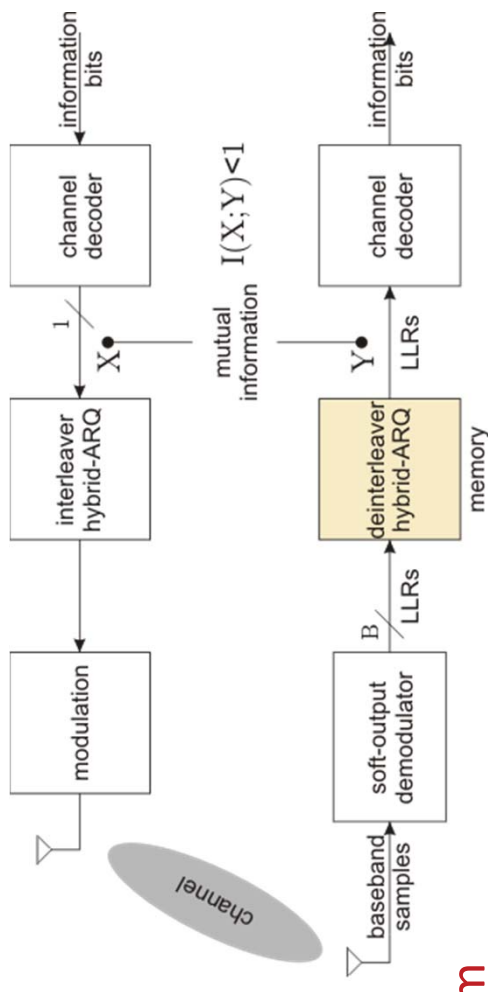 information
bits
channel
decoder
1
X
interleaver
hybrid-ARQ
modulation
channel
mutual
information
I(X;Y)<1
baseband
samples
soft-output
demodulator
B
LLRs
deinterleaver
hybrid-ARQ
memory
Y
LLRs
channel
decoder
information
bits
m